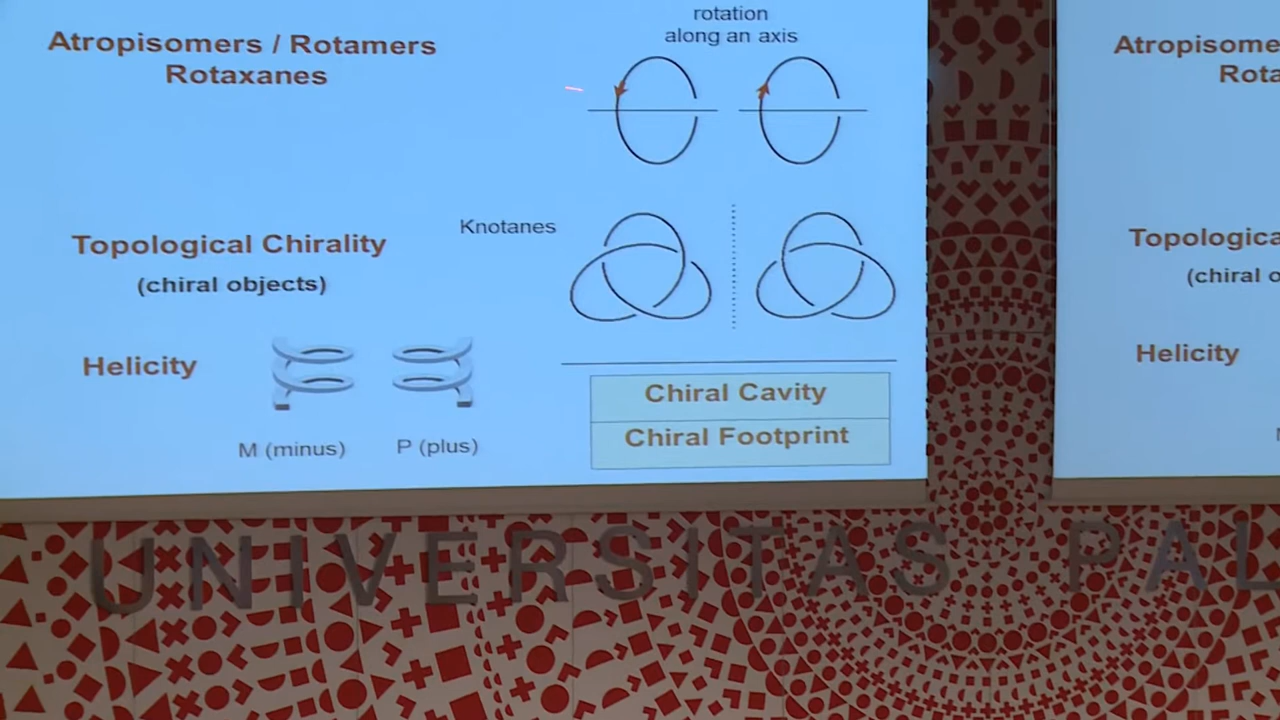 rotation
along an axis
Atropisomers / Rotamers
Rotaxanes
Knotanes
Topological Chirality
(chiral objects)
Helicity
M (minus)
P (plus)
Chiral Cavity
Chiral Footprint
Atropisome
Rota
Topologica
(chiral o
Helicity
UNIVERSITAS PAL